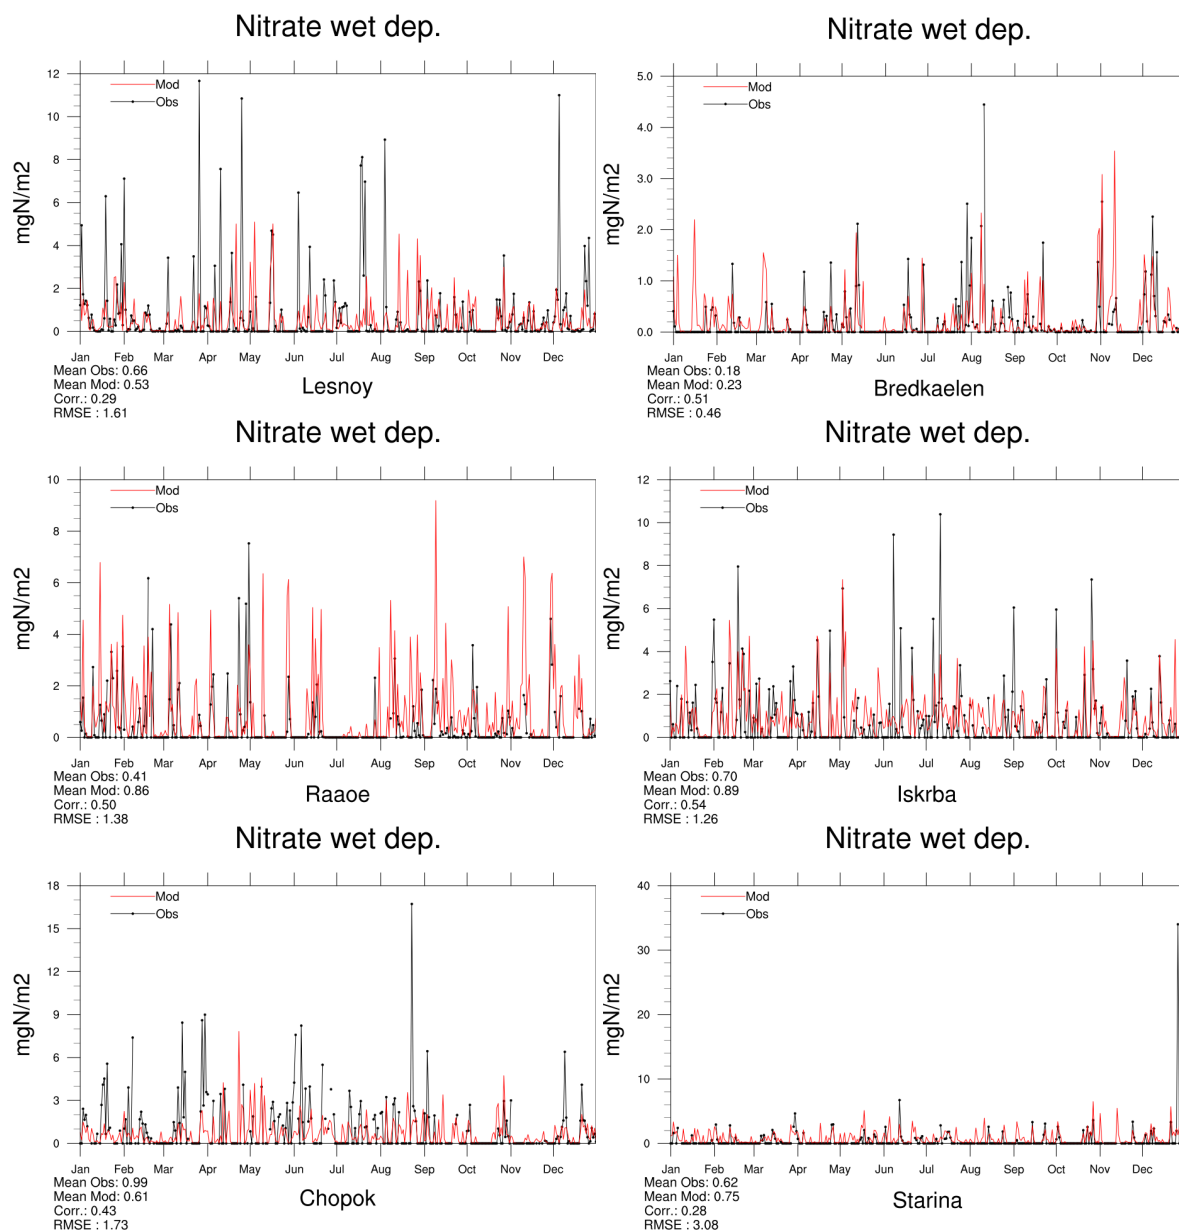 Nitrate wet dep.
12
10
8
6
4
2
0
mgN/m2
Mod
Obs
Jan Feb Mar Apr May Jun Jul Aug Sep Oct Nov Dec
Mean Obs: 0.66
Mean Mod: 0.53
Corr.: 0.29
RMSE : 1.61
Lesnoy
Nitrate wet dep.
5.0
4.0
3.0
2.0
1.0
0.0
mgN/m2
Mod
Obs
Jan Feb Mar Apr May Jun Jul Aug Sep Oct Nov Dec
Mean Obs: 0.18
Mean Mod: 0.23
Corr.: 0.51
RMSE : 0.46
Bredkaelen
Nitrate wet dep.
10
8
6
4
2
0
mgN/m2
Mod
Obs
Jan Feb Mar Apr May Jun Jul Aug Sep Oct Nov Dec
Mean Obs: 0.41
Mean Mod: 0.86
Corr.: 0.50
RMSE : 1.38
Raaoe
Nitrate wet dep.
12
10
8
6
4
2
0
mgN/m2
Mod
Obs
Jan Feb Mar Apr May Jun Jul Aug Sep Oct Nov Dec
Mean Obs: 0.70
Mean Mod: 0.89
Corr.: 0.54
RMSE : 1.26
Iskrba
Nitrate wet dep.
18
15
12
9
6
3
0
mgN/m2
Mod
Obs
Jan Feb Mar Apr May Jun Jul Aug Sep Oct Nov Dec
Mean Obs: 0.99
Mean Mod: 0.61
Corr.: 0.43
RMSE : 1.73
Chopok
Nitrate wet dep.
40
30
20
10
0
mgN/m2
Mod
Obs
Jan Feb Mar Apr May Jun Jul Aug Sep Oct Nov Dec
Mean Obs: 0.62
Mean Mod: 0.75
Corr.: 0.28
RMSE : 3.08
Starina